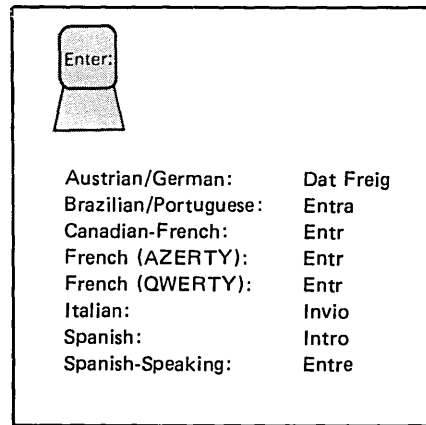 Enter:
Austrian/German: Dat Freig
Brazilian/Portuguese: Entra
Canadian-French: Entr
French (AZERTY): Entr
French (QWERTY): Entr
Italian: Invio
Spanish: Intro
Spanish-Speaking: Entre